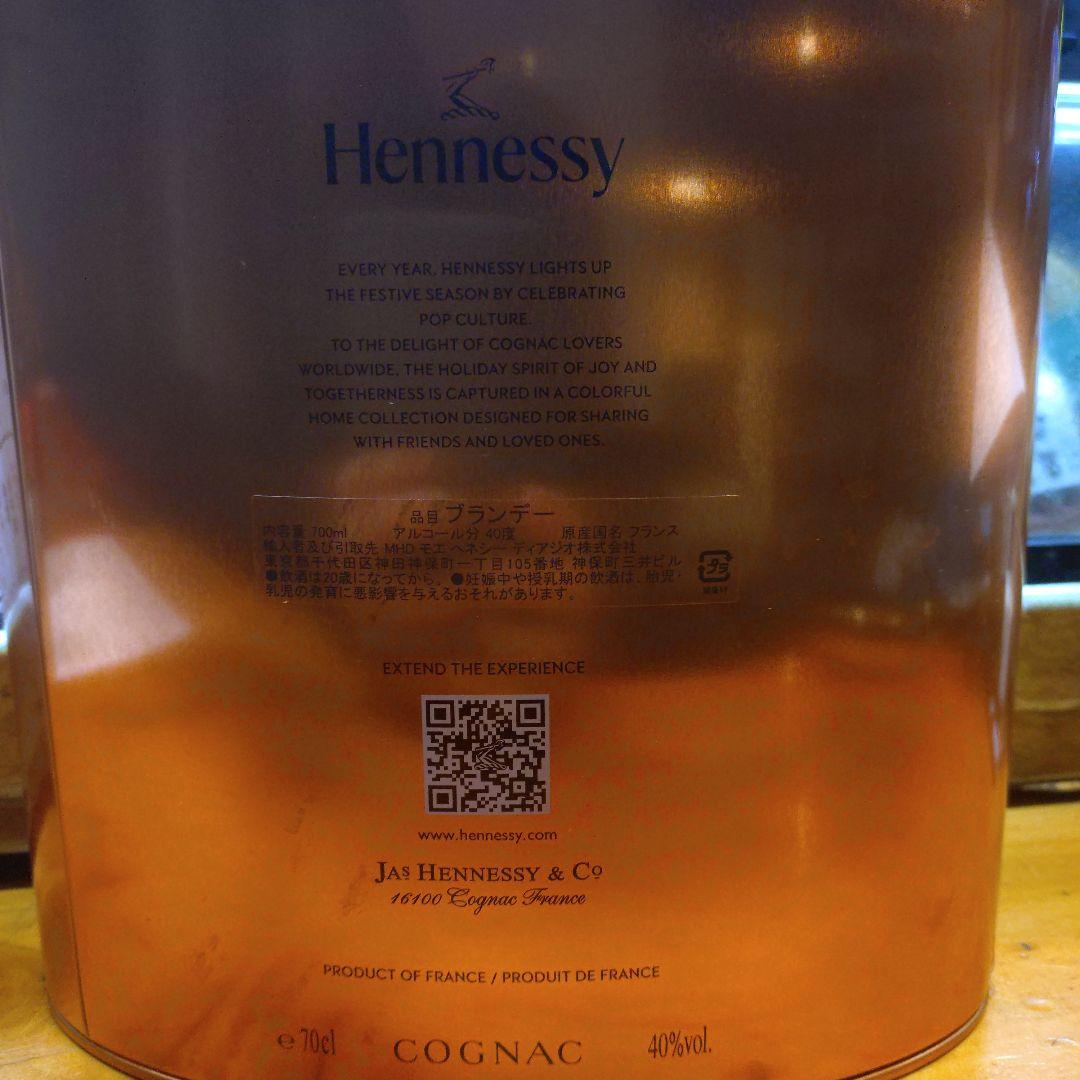 Hennessy
EVERY YEAR, HENNESSY LIGHTS UP
THE FESTIVE SEASON BY CELEBRATING
POP CULTURE.
TO THE DELIGHT OF COGNAC LOVERS
WORLDWIDE, THE HOLIDAY SPIRIT OF JOY AND
TOGETHERNESS IS CAPTURED IN A COLORFUL
HOME COLLECTION DESIGNED FOR SHARING
WITH FRIENDS AND LOVED ONES.
品目 ブランデー
内容量 700ml アルコール分 40度 原産国名 フランス
輸入者及び引取先 MHD モエ ヘネシー ディアジオ株式会社
東京都千代田区神田神保町一丁目105番地 神保町三井ビル
●飲酒は20歳になってから。●妊娠中や授乳期の飲酒は、胎児・
乳児の発育に悪影響を与えるおそれがあります。
EXTEND THE EXPERIENCE
www.hennessy.com
JAS HENNESSY & CO
16100 Cognac France
PRODUCT OF FRANCE / PRODUIT DE FRANCE
e 70cl COGNAC 40%vol.